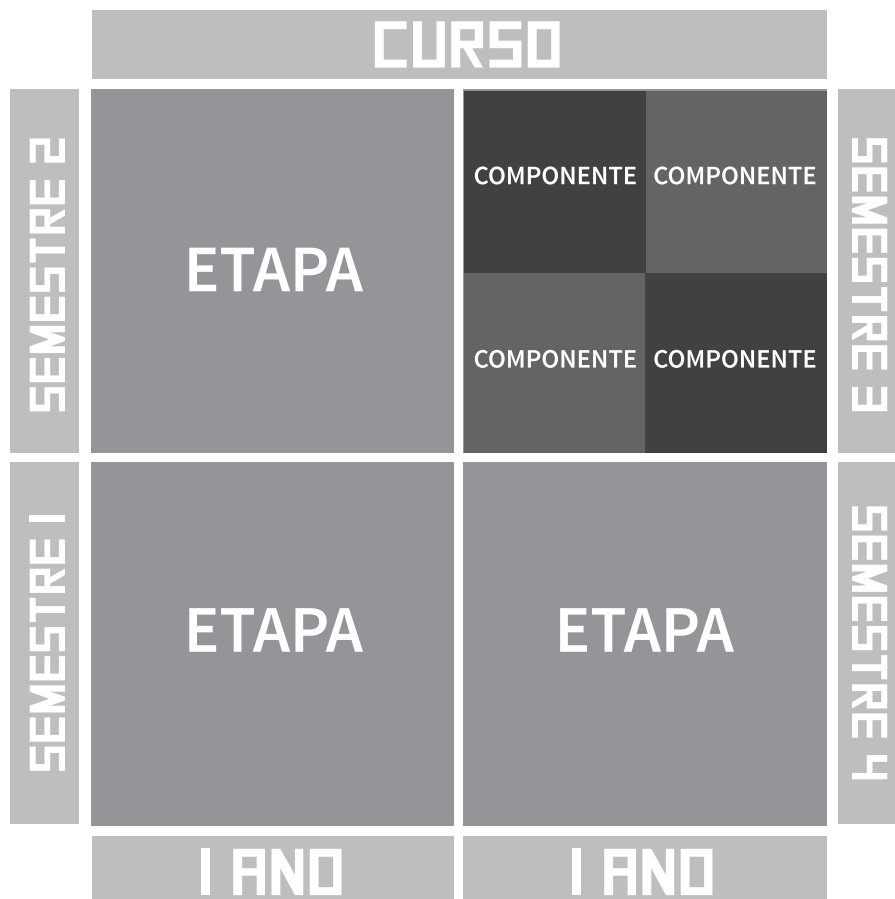 CURSO
SEMESTRE 2
ETAPA
COMPONENTE COMPONENTE
COMPONENTE COMPONENTE
SEMESTRE 3
SEMESTRE 1
ETAPA
ETAPA
SEMESTRE 4
1 ANO
1 ANO